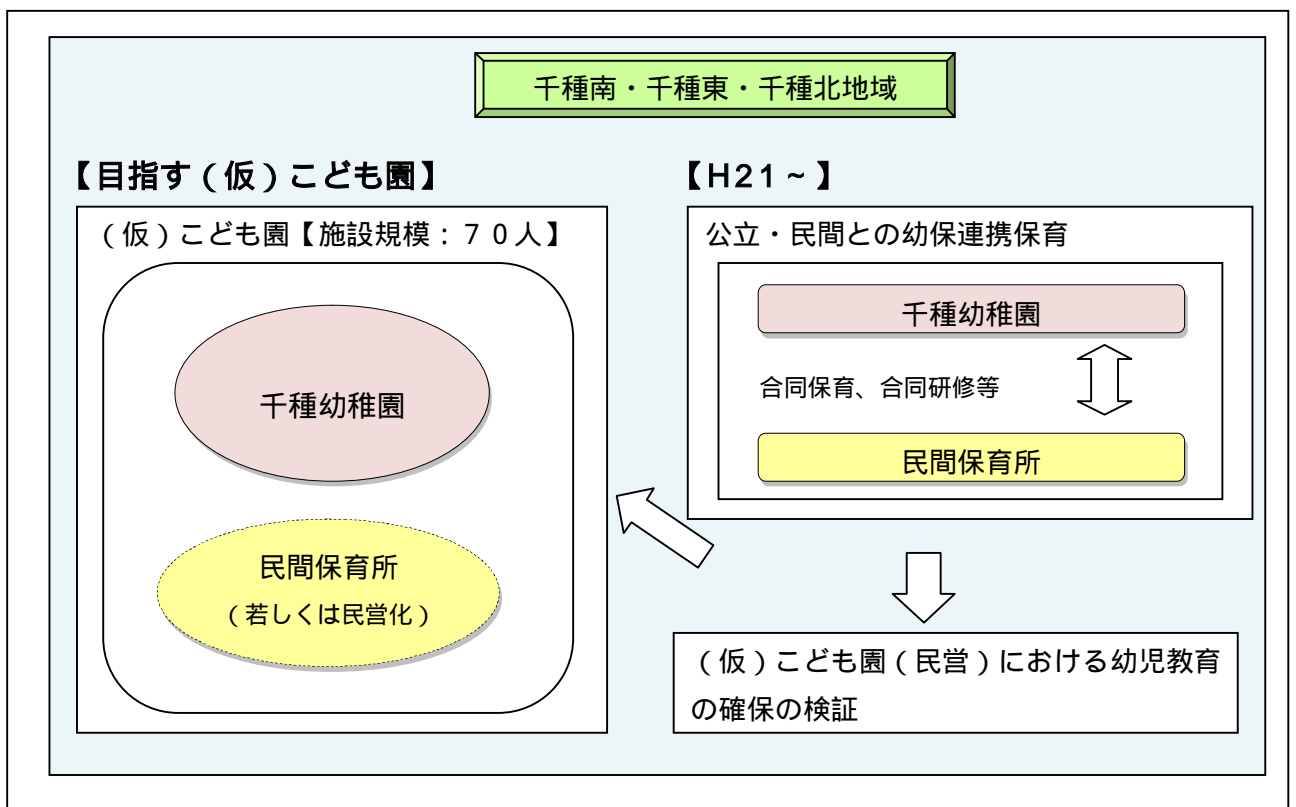 千種南・千種東・千種北地域
【目指す(仮)こども園】
(仮)こども園【施設規模：７０人】
千種幼稚園
民間保育所
(若しくは民営化)
【H21~】
公立・民間との幼保連携保育
千種幼稚園
合同保育、合同研修等
民間保育所
(仮)こども園(民営)における幼児教育
の確保の検証